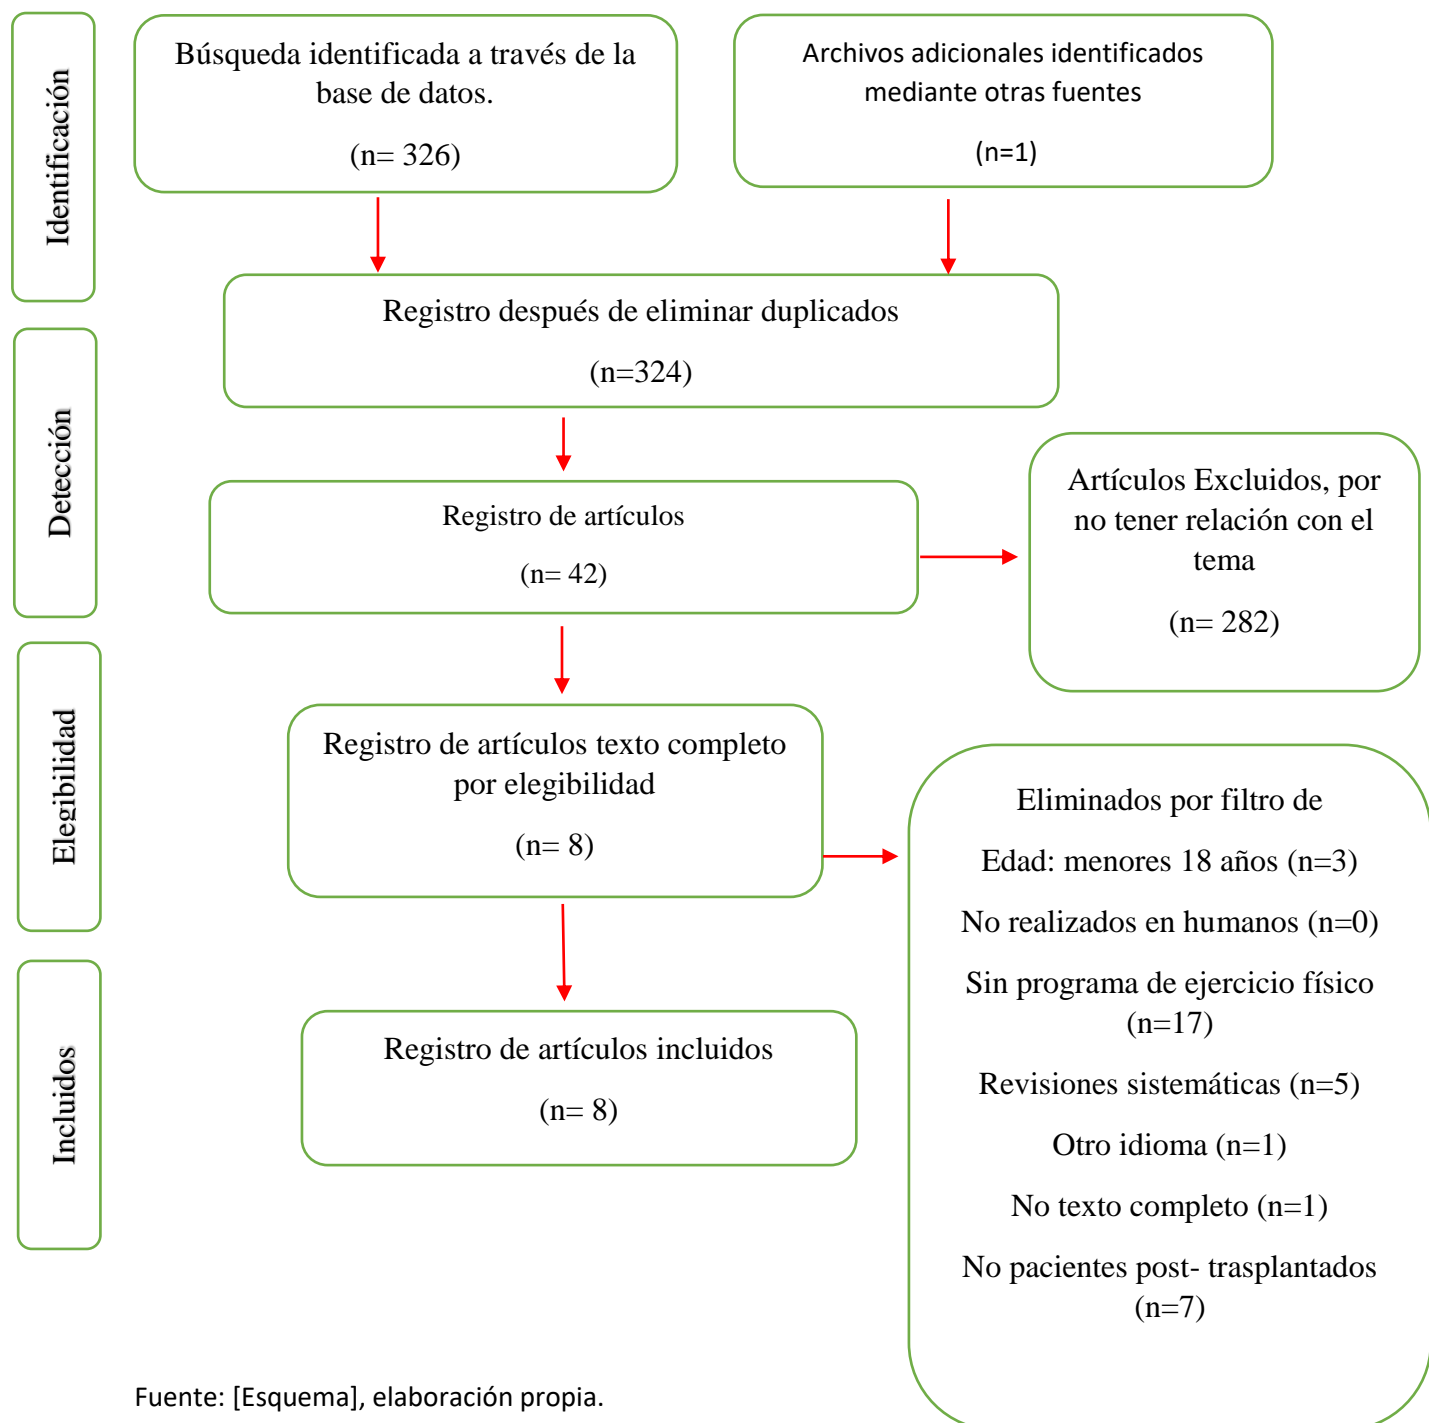 Identificación
Búsqueda identificada a través de la
base de datos.
(n= 326)
Archivos adicionales identificados
mediante otras fuentes
(n=1)
Registro después de eliminar duplicados
(n=324)
Detección
Registro de artículos
(n= 42)
Artículos Excluidos, por
no tener relación con el
tema
(n= 282)
Elegibilidad
Registro de artículos texto completo
por elegibilidad
(n= 8)
Eliminados por filtro de
Edad: menores 18 años (n=3)
No realizados en humanos (n=0)
Sin programa de ejercicio físico
(n=17)
Revisiones sistemáticas (n=5)
Otro idioma (n=1)
No texto completo (n=1)
No pacientes post- trasplantados
(n=7)
Incluidos
Registro de artículos incluidos
(n= 8)
Fuente: [Esquema], elaboración propia.